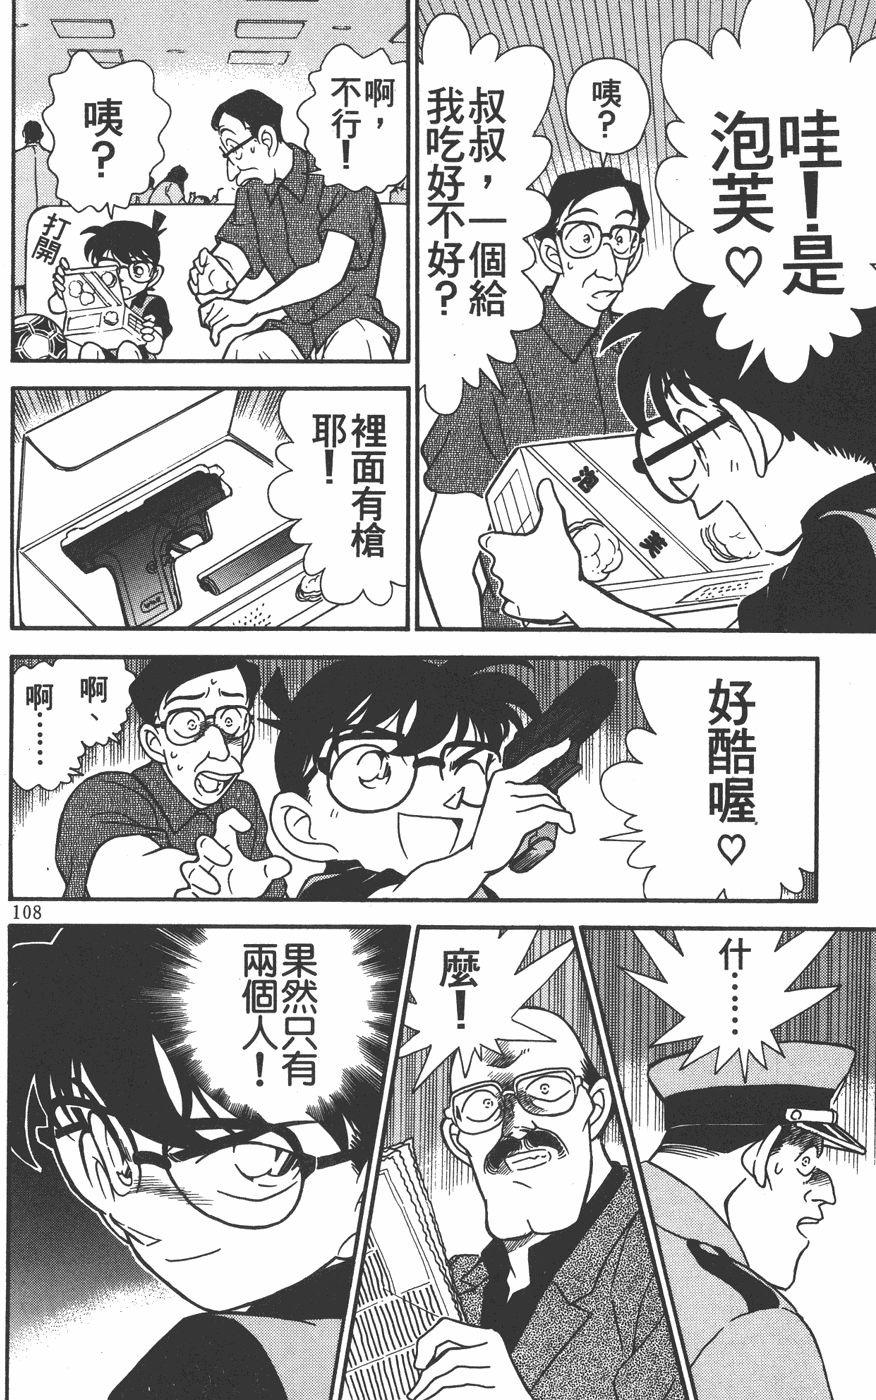 哇！是
泡芙♡
咦？
叔叔，一個給
我吃好不好？
泡
芙
啊，
不行！
咦？
打開
裡面有槍
耶！
好酷喔♡
啊、
啊……
108
什……
麼！
果然只有
兩個人！